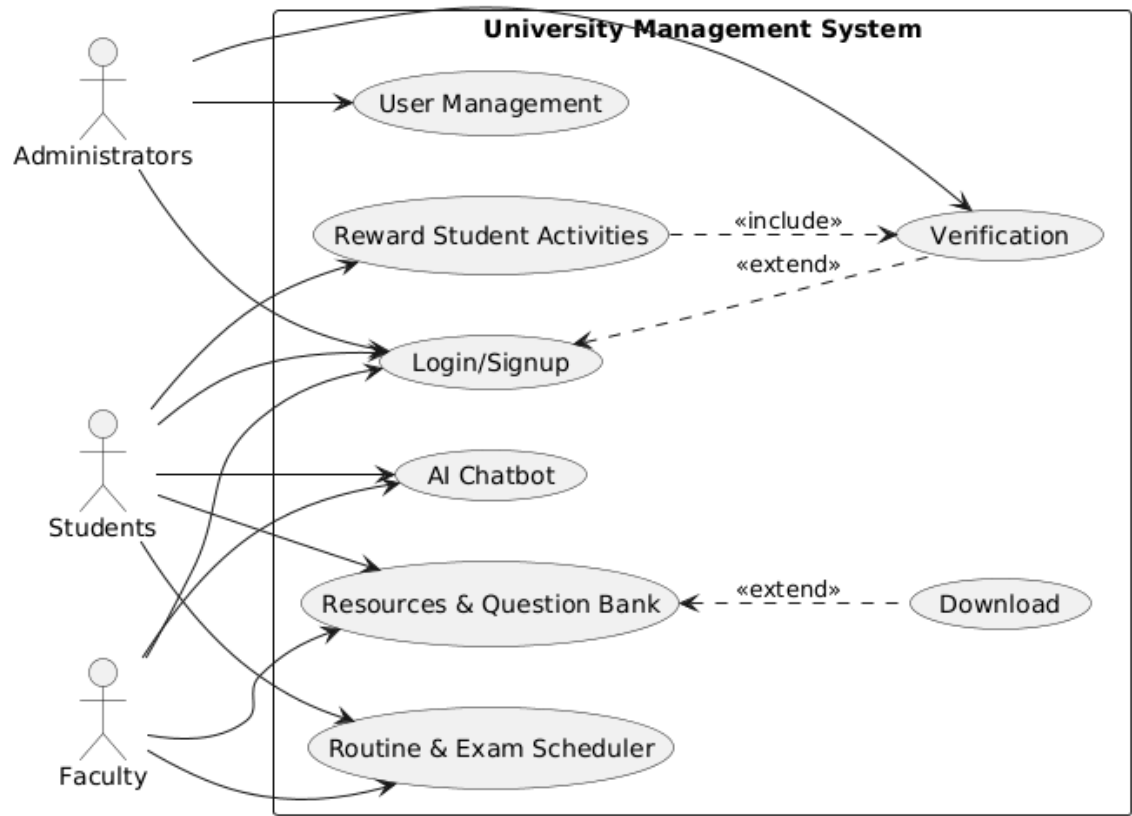 University Management System
User Management
Administrators
Reward Student Activities
«include»
Verification
«extend»
Login/Signup
AI Chatbot
Students
Resources & Question Bank
«extend»
Download
Routine & Exam Scheduler
Faculty